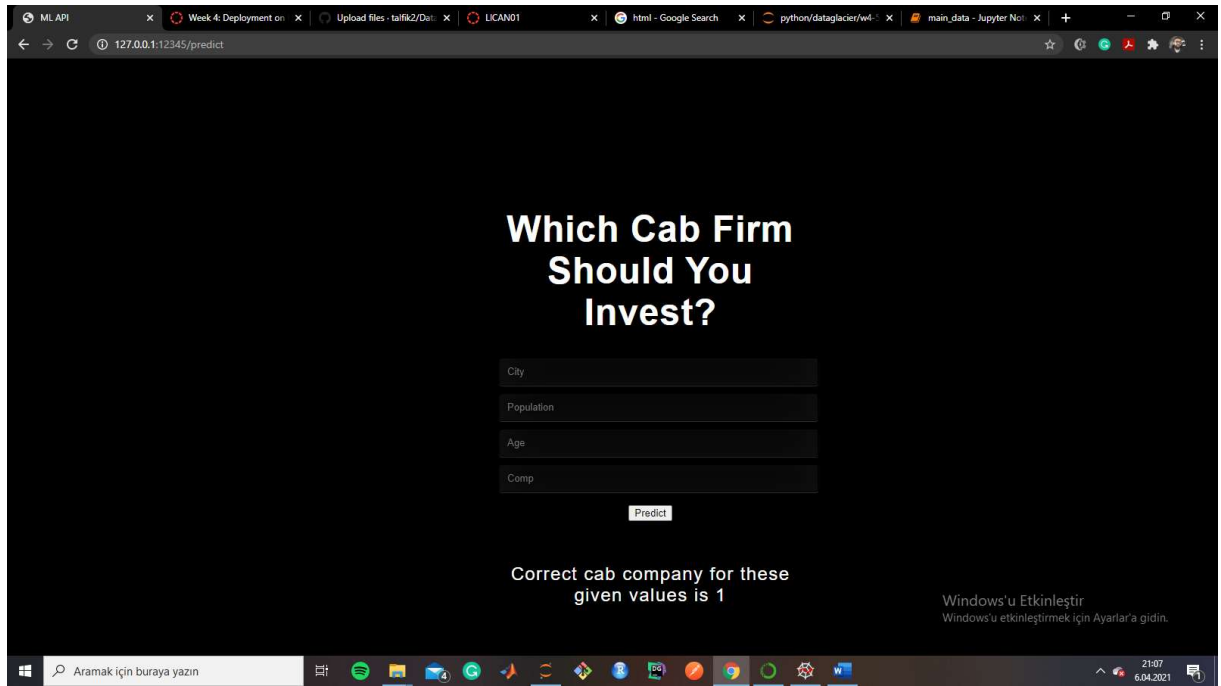 ML API
Week 4: Deployment on
Upload files · talfik2/Data
LICAN01
html - Google Search
python/dataglacier/w4-
main_data - Jupyter Not
127.0.0.1:12345/predict
Which Cab Firm
Should You
Invest?
City
Population
Age
Comp
Predict
Correct cab company for these
given values is 1
Windows'u Etkinleştir
Windows'u etkinleştirmek için Ayarlar'a gidin.
Aramak için buraya yazın
21:07
6.04.2021